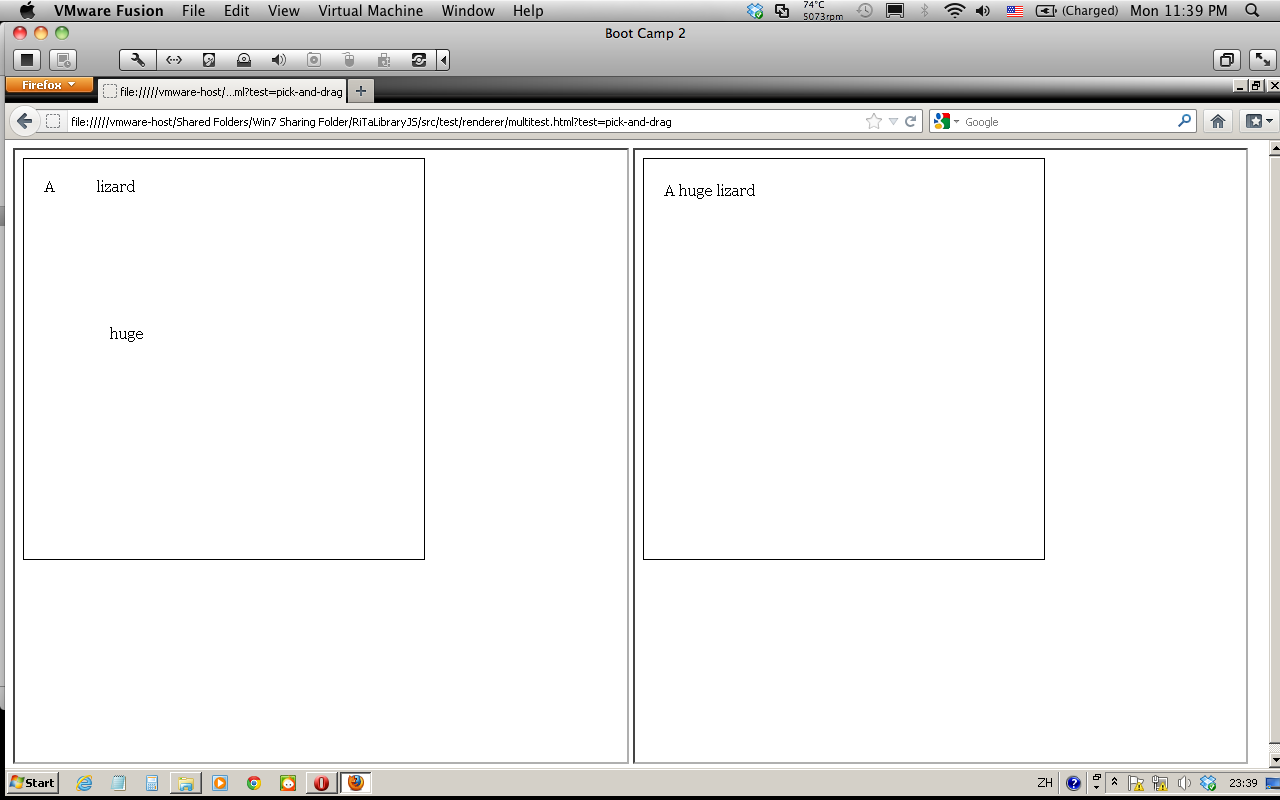 VMware Fusion File Edit View Virtual Machine Window Help 74°C 5073rpm (Charged) Mon 11:39 PM
Boot Camp 2
Firefox
file://///vmware-host/...ml?test=pick-and-drag
file://///vmware-host/Shared Folders/Win7 Sharing Folder/RiTaLibraryJS/src/test/renderer/multitest.html?test=pick-and-drag
Google
A lizard
huge
A huge lizard
Start ZH 23:39